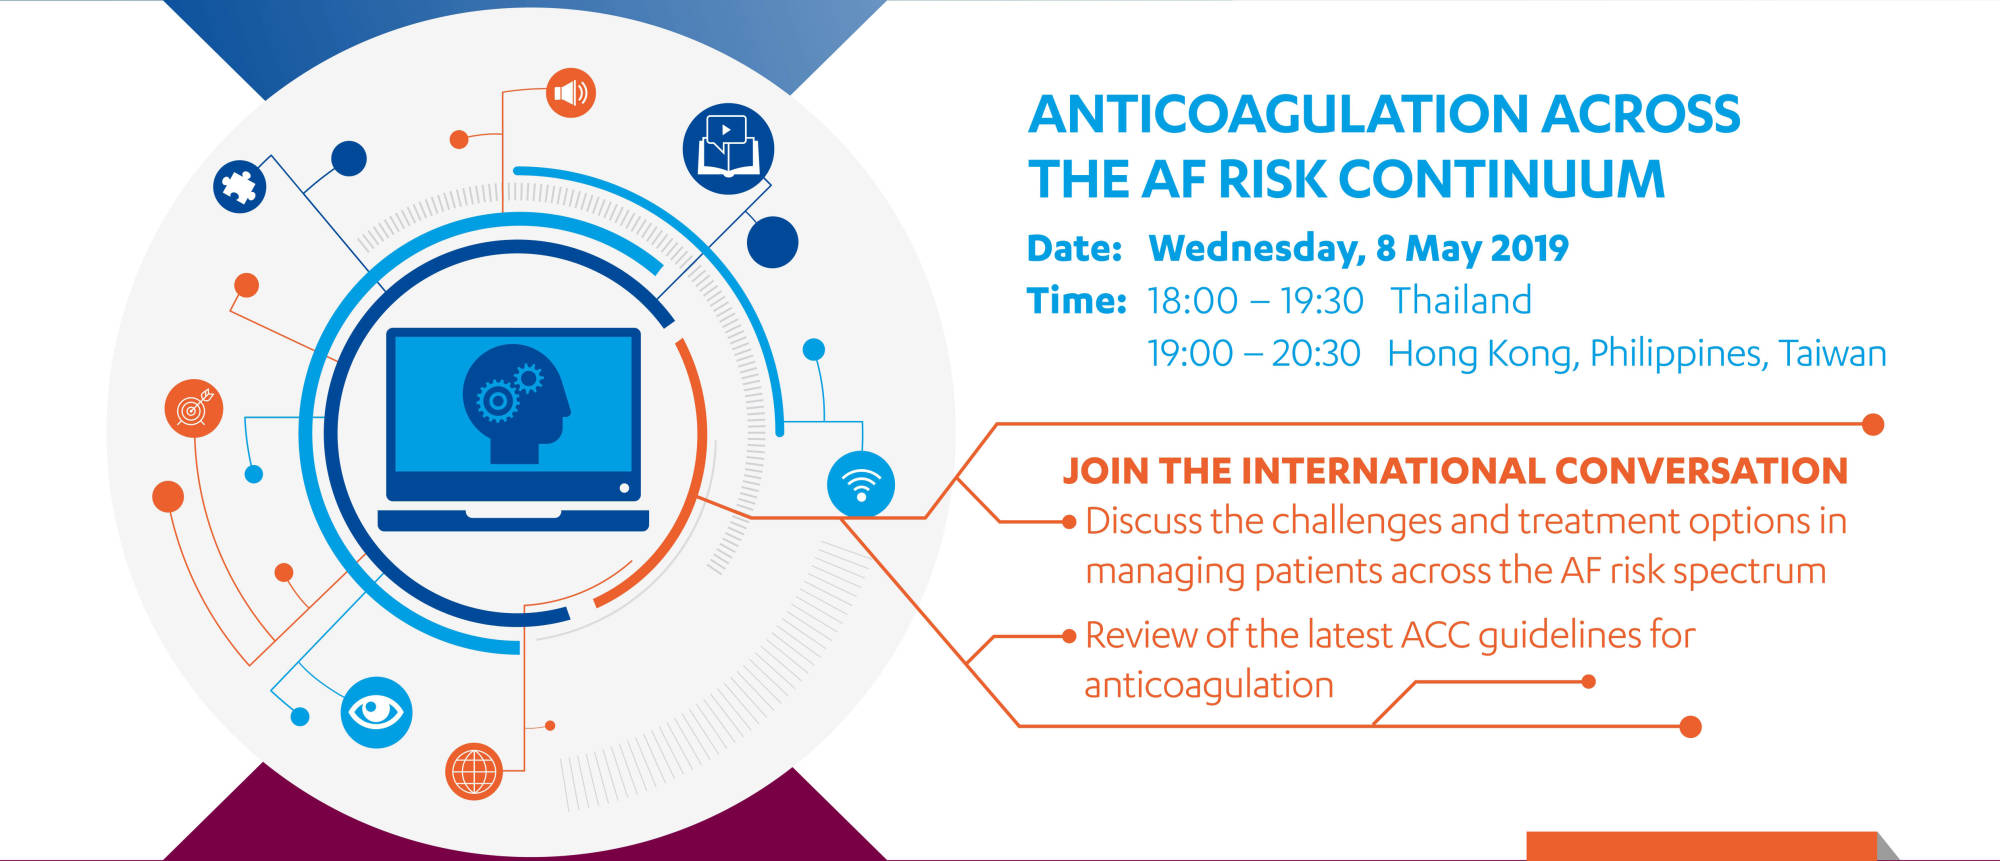 ANTICOAGULATION ACROSS
THE AF RISK CONTINUUM
Date: Wednesday, 8 May 2019
Time: 18:00 – 19:30 Thailand
19:00 – 20:30 Hong Kong, Philippines, Taiwan
JOIN THE INTERNATIONAL CONVERSATION
Discuss the challenges and treatment options in
managing patients across the AF risk spectrum
Review of the latest ACC guidelines for
anticoagulation